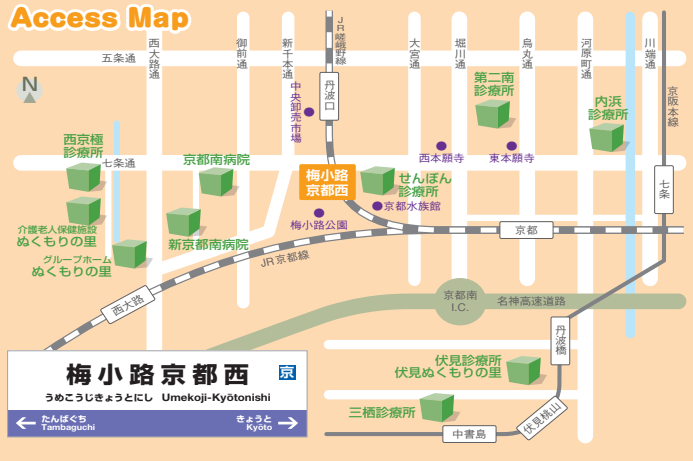 Access Map
N
五条通
西大路通
御前通
新千本通
JR嵯峨野線
大宮通
堀川通
烏丸通
河原町通
川端通
京阪本線
丹波口
中央卸売市場
第二南
診療所
内浜
診療所
西京極
診療所
七条通
京都南病院
梅小路
京都西
せんぼん
診療所
西本願寺
東本願寺
七条
京都水族館
梅小路公園
介護老人保健施設
ぬくもりの里
新京都南病院
京都
グループホーム
ぬくもりの里
JR京都線
西大路
京都南
I.C.
名神高速道路
丹波橋
伏見診療所
伏見ぬくもりの里
三栖診療所
伏見桃山
中書島
梅小路京都西
京
うめこうじきょうとにし Umekoji-Kyōtonishi
たんばぐち
Tambaguchi
きょうと
Kyōto